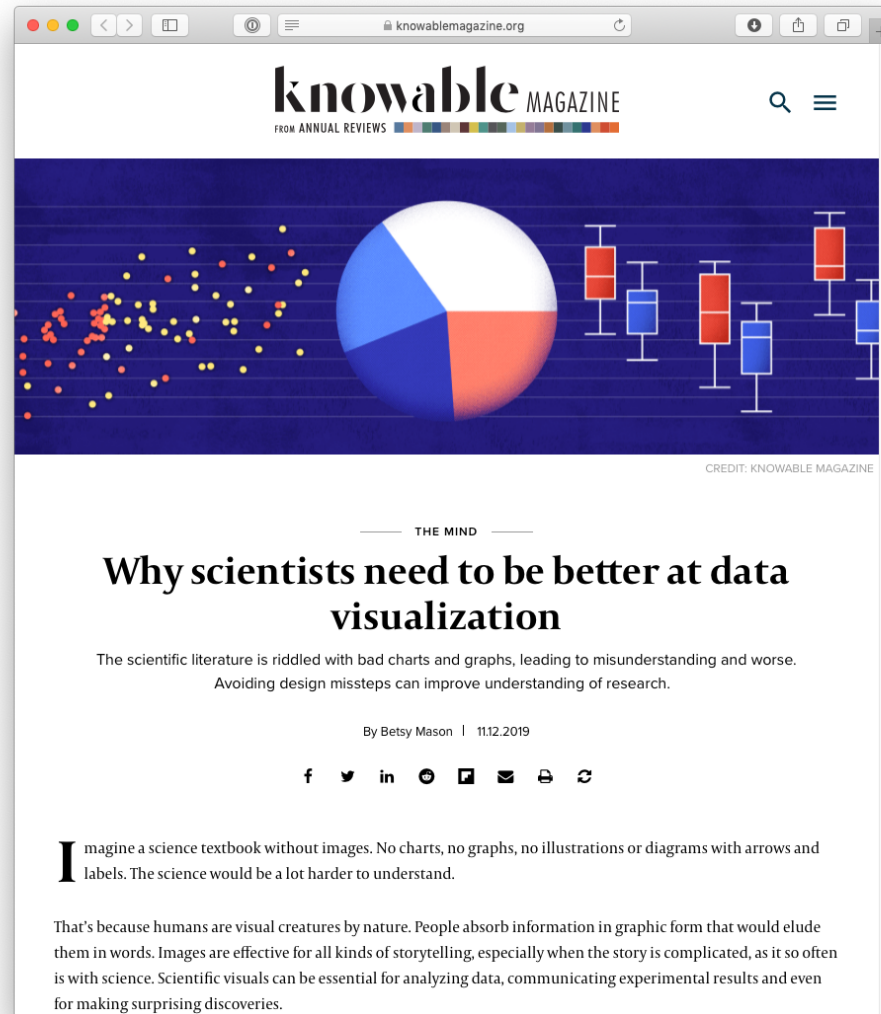 knowablemagazine.org
knowable MAGAZINE
FROM ANNUAL REVIEWS
CREDIT: KNOWABLE MAGAZINE
THE MIND
Why scientists need to be better at data
visualization
The scientific literature is riddled with bad charts and graphs, leading to misunderstanding and worse.
Avoiding design missteps can improve understanding of research.
By Betsy Mason | 11.12.2019
Imagine a science textbook without images. No charts, no graphs, no illustrations or diagrams with arrows and
labels. The science would be a lot harder to understand.
That’s because humans are visual creatures by nature. People absorb information in graphic form that would elude
them in words. Images are effective for all kinds of storytelling, especially when the story is complicated, as it so often
is with science. Scientific visuals can be essential for analyzing data, communicating experimental results and even
for making surprising discoveries.